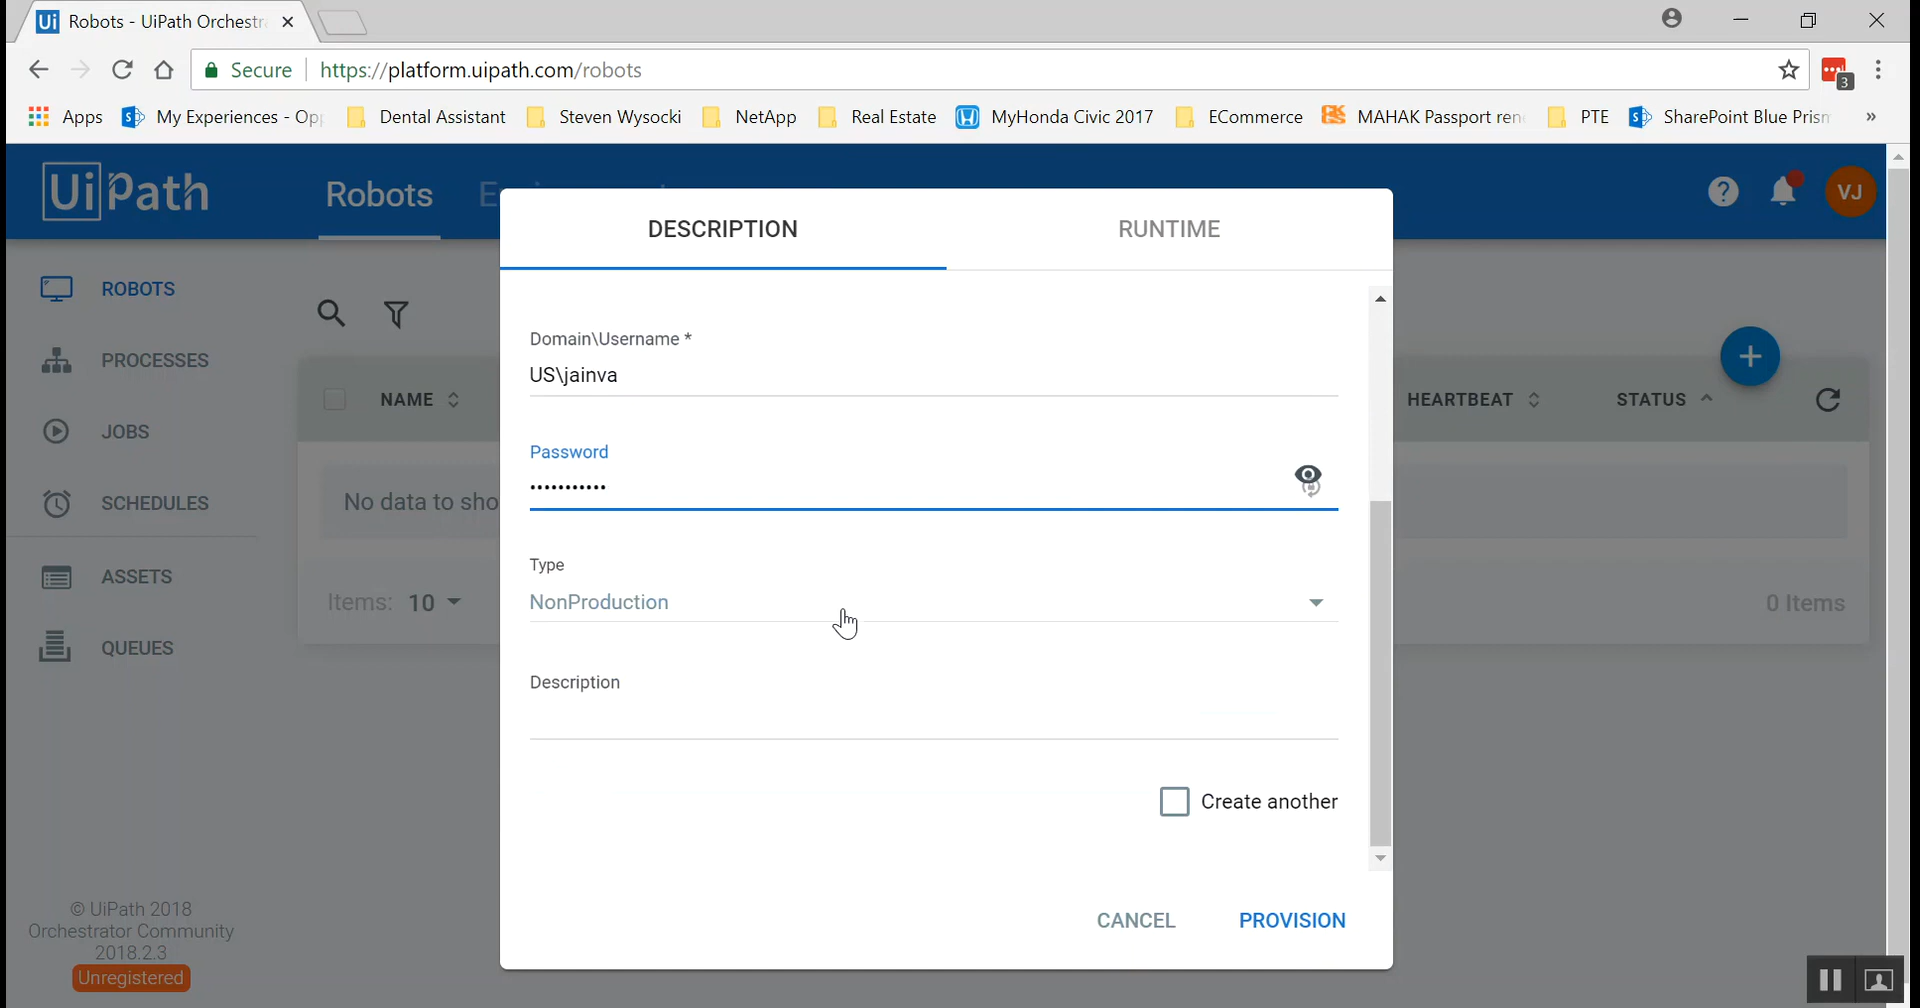 Ui Robots - UiPath Orchestr
Secure https://platform.uipath.com/robots
3
Apps My Experiences - Op Dental Assistant Steven Wysocki NetApp Real Estate MyHonda Civic 2017 ECommerce MAHAK Passport ren PTE SharePoint Blue Prism »
UiPath Robots ? VJ
DESCRIPTION RUNTIME
ROBOTS
PROCESSES
JOBS
SCHEDULES
ASSETS
QUEUES
NAME HEARTBEAT STATUS
No data to sho
Items: 10 0 Items
Domain\Username *
US\jainva
Password
•••••••••••
Type
NonProduction
Description
Create another
CANCEL PROVISION
© UiPath 2018
Orchestrator Community
2018.2.3
Unregistered